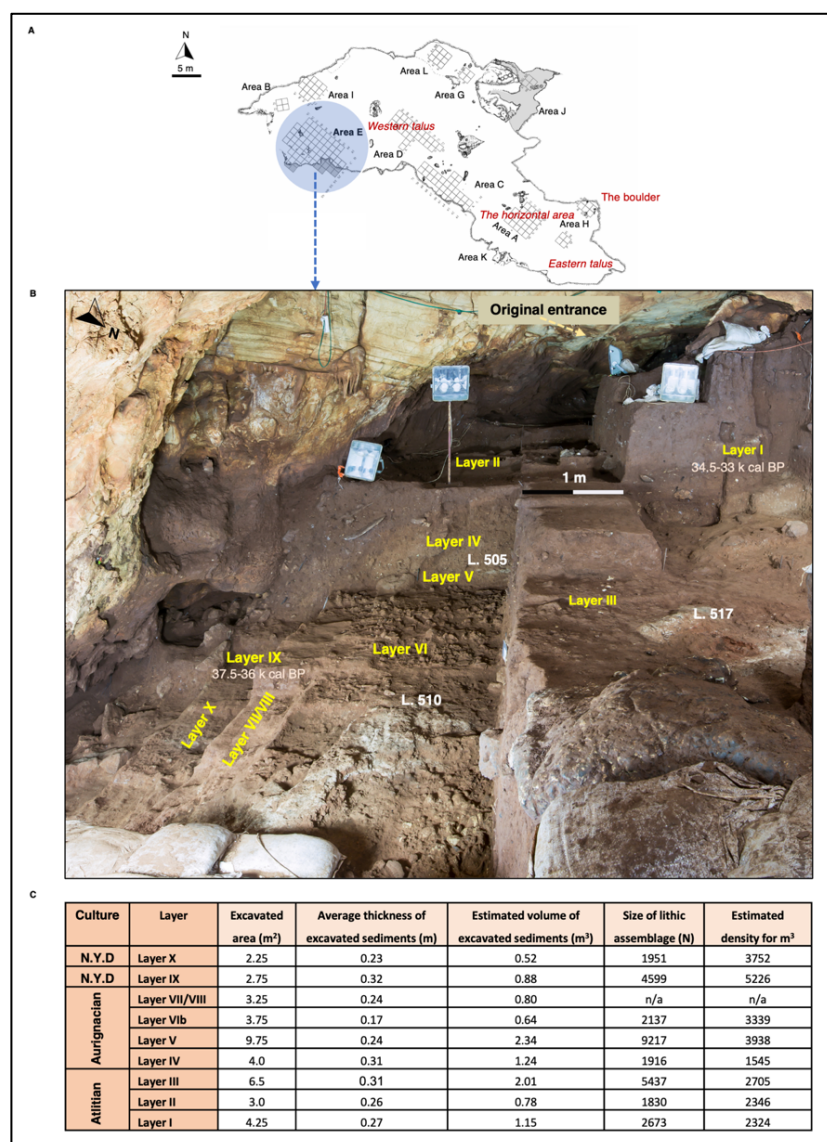 A
N
5 m
Area L
Area B
Area I
Area G
Area J
Area E
Western talus
Area D
Area C
The boulder
The horizontal area
Area H
Area A
Area K
Eastern talus
B
N
Original entrance
Layer I
34.5-33 k cal BP
Layer II
1 m
Layer IV
L. 505
Layer V
Layer III
L. 517
Layer VI
Layer IX
37.5-36 k cal BP
L. 510
Layer X
Layer VII/VIII
C
Culture Layer Excavated area (m²) Average thickness of excavated sediments (m) Estimated volume of excavated sediments (m³) Size of lithic assemblage (N) Estimated density for m³
N.Y.D Layer X 2.25 0.23 0.52 1951 3752
N.Y.D Layer IX 2.75 0.32 0.88 4599 5226
Aurignacian
Layer VII/VIII 3.25 0.24 0.80 n/a n/a
Layer VIb 3.75 0.17 0.64 2137 3339
Layer V 9.75 0.24 2.34 9217 3938
Layer IV 4.0 0.31 1.24 1916 1545
Atlitian
Layer III 6.5 0.31 2.01 5437 2705
Layer II 3.0 0.26 0.78 1830 2346
Layer I 4.25 0.27 1.15 2673 2324